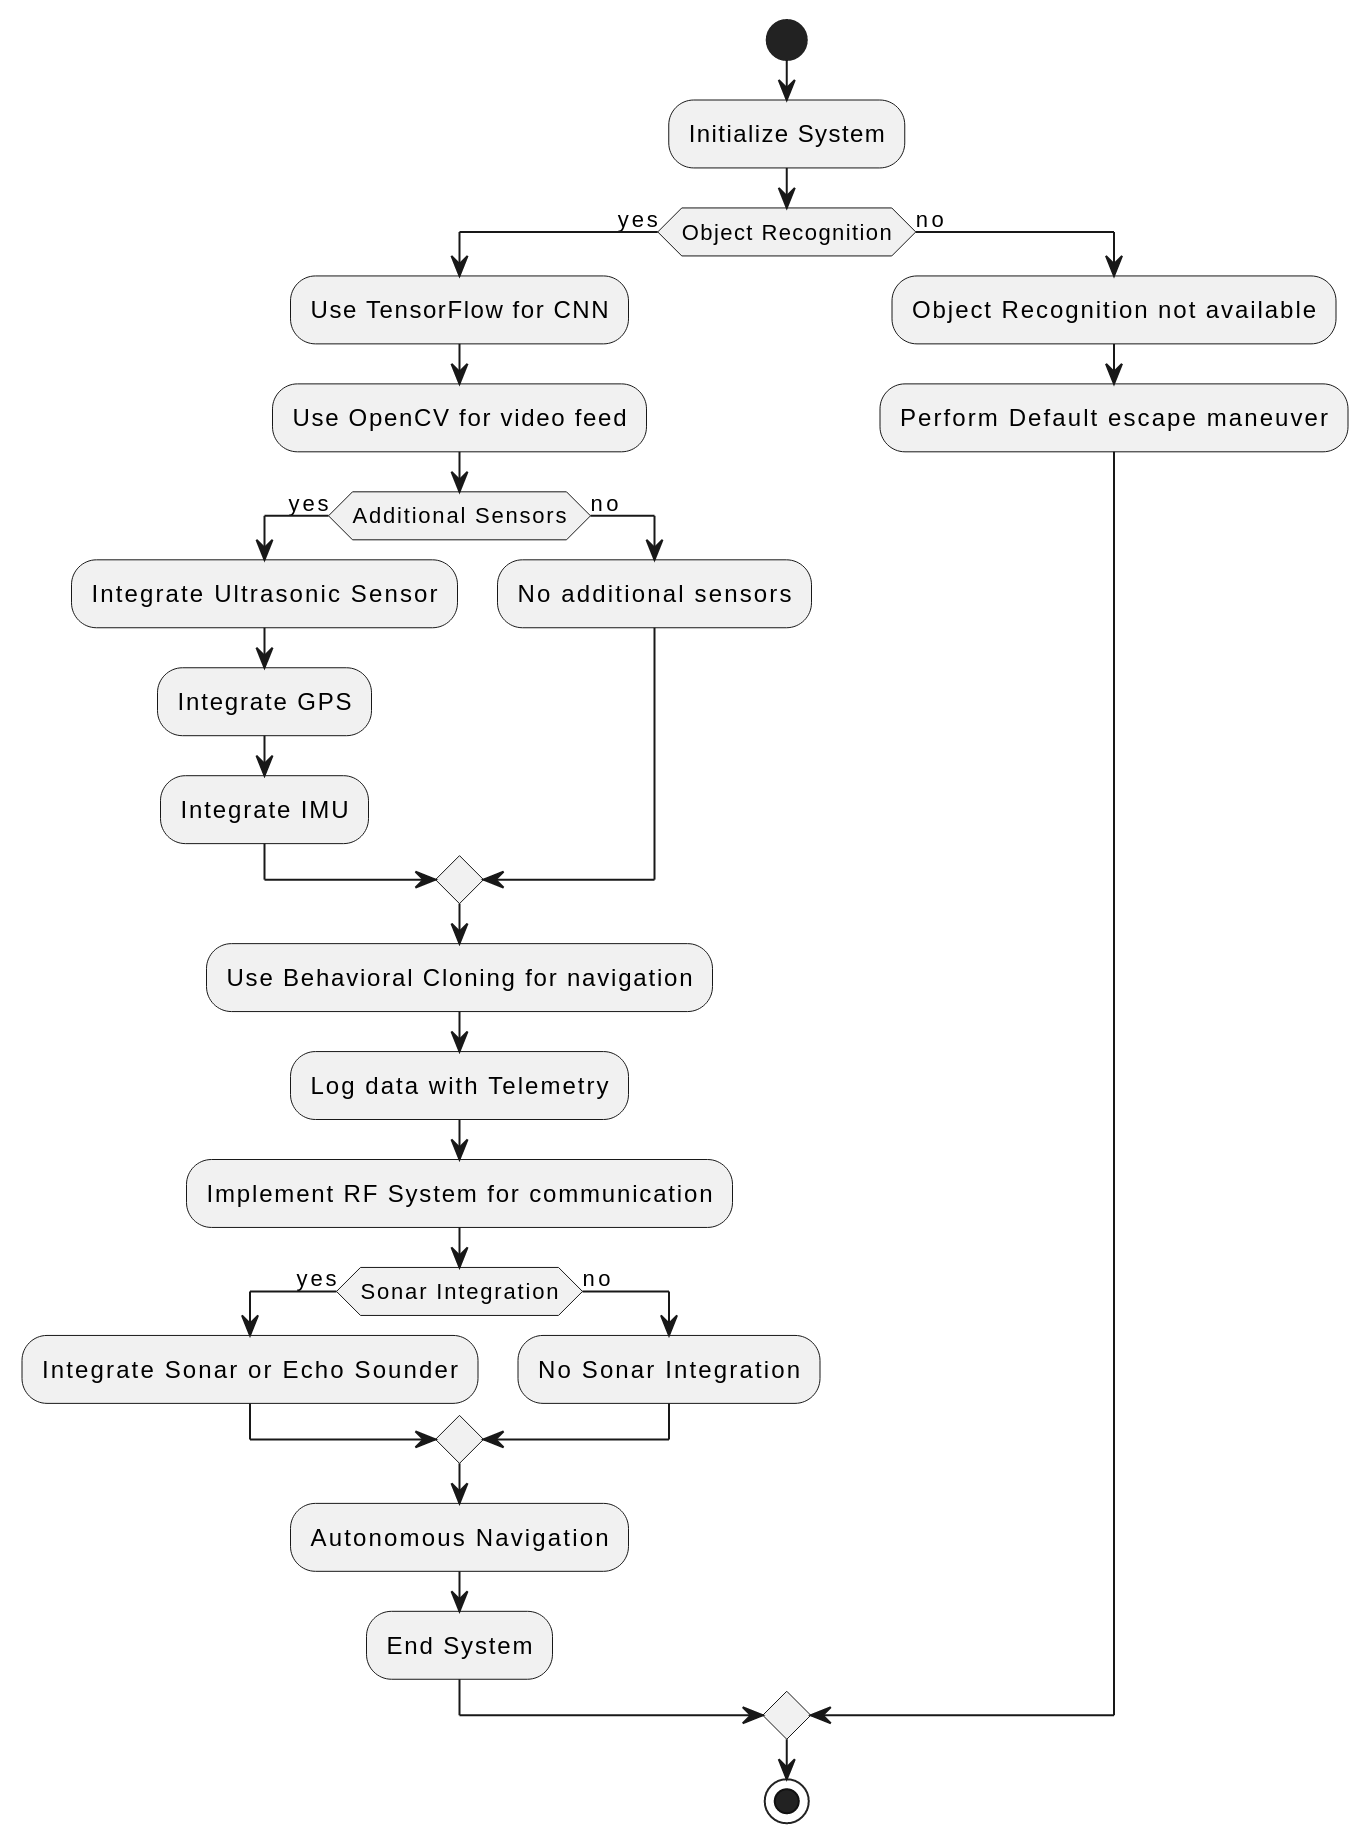 Initialize System
yes
Object Recognition
no
Use TensorFlow for CNN
Object Recognition not available
Use OpenCV for video feed
Perform Default escape maneuver
yes
Additional Sensors
no
Integrate Ultrasonic Sensor
No additional sensors
Integrate GPS
Integrate IMU
Use Behavioral Cloning for navigation
Log data with Telemetry
Implement RF System for communication
yes
Sonar Integration
no
Integrate Sonar or Echo Sounder
No Sonar Integration
Autonomous Navigation
End System